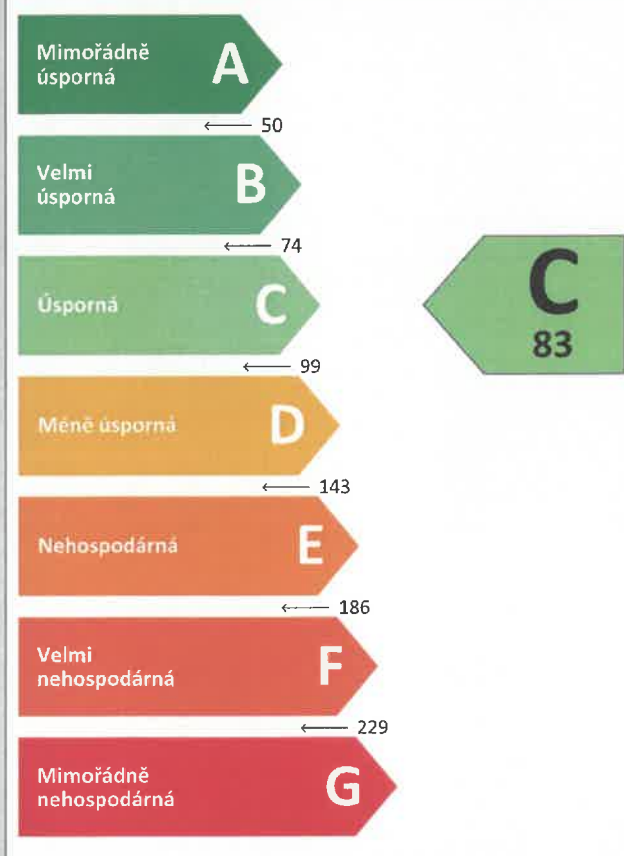 Mimořádně
úsporná
A
50
Velmi
úsporná
B
74
Úsporná
C
99
C
83
Méně úsporná
D
143
Nehospodárná
E
186
Velmi
nehospodárná
F
229
Mimořádně
nehospodárná
G